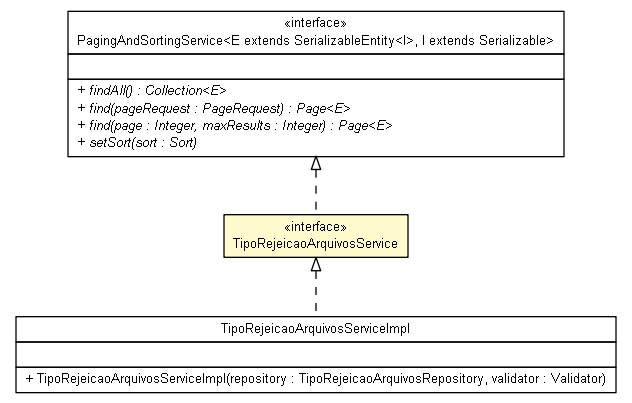 «interface»
PagingAndSortingService<E extends SerializableEntity<I>, I extends Serializable>
+ findAll() : Collection<E>
+ find(pageRequest : PageRequest) : Page<E>
+ find(page : Integer, maxResults : Integer) : Page<E>
+ setSort(sort : Sort)
«interface»
TipoRejeicaoArquivosService
TipoRejeicaoArquivosServiceImpl
+ TipoRejeicaoArquivosServiceImpl(repository : TipoRejeicaoArquivosRepository, validator : Validator)